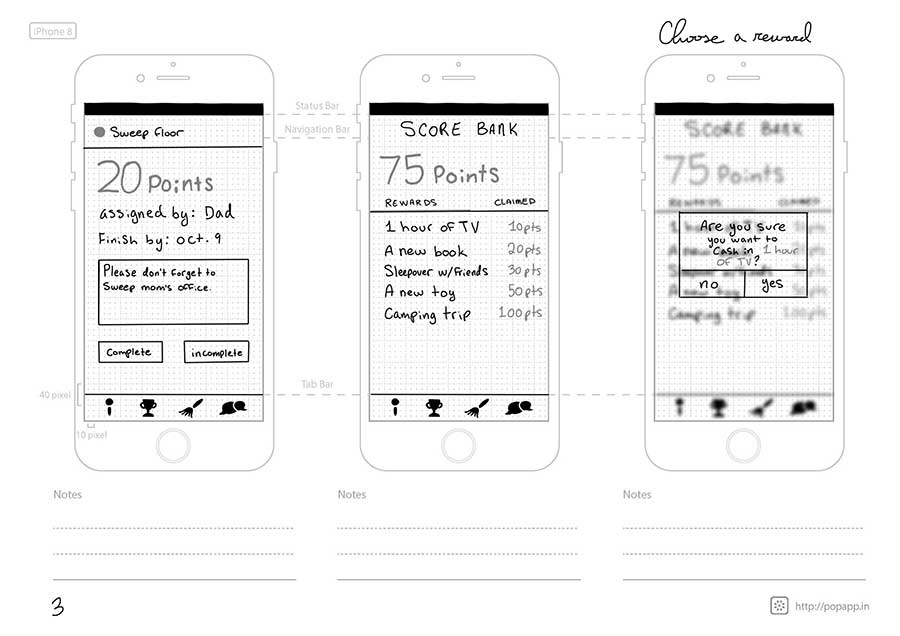 iPhone 8
Choose a reward
Status Bar
Navigation Bar
Tab Bar
40 pixel
10 pixel
Sweep floor
20 Points
assigned by: Dad
Finish by: oct. 9
Please don't forget to
Sweep mom's office.
Complete
incomplete
SCORE BANK
75 Points
REWARDS CLAIMED
1 hour OF TV 10pts
A new book 20pts
Sleepover w/Friends 30 pts
A new toy 50pts
Camping trip 100pts
SCORE BANK
75 Points
REWARDS CLAIMED
Are you sure
you want to
Cash in 1 hour
OF TV?
no yes
Camping trip 100pts
Notes
Notes
Notes
3
http://popapp.in